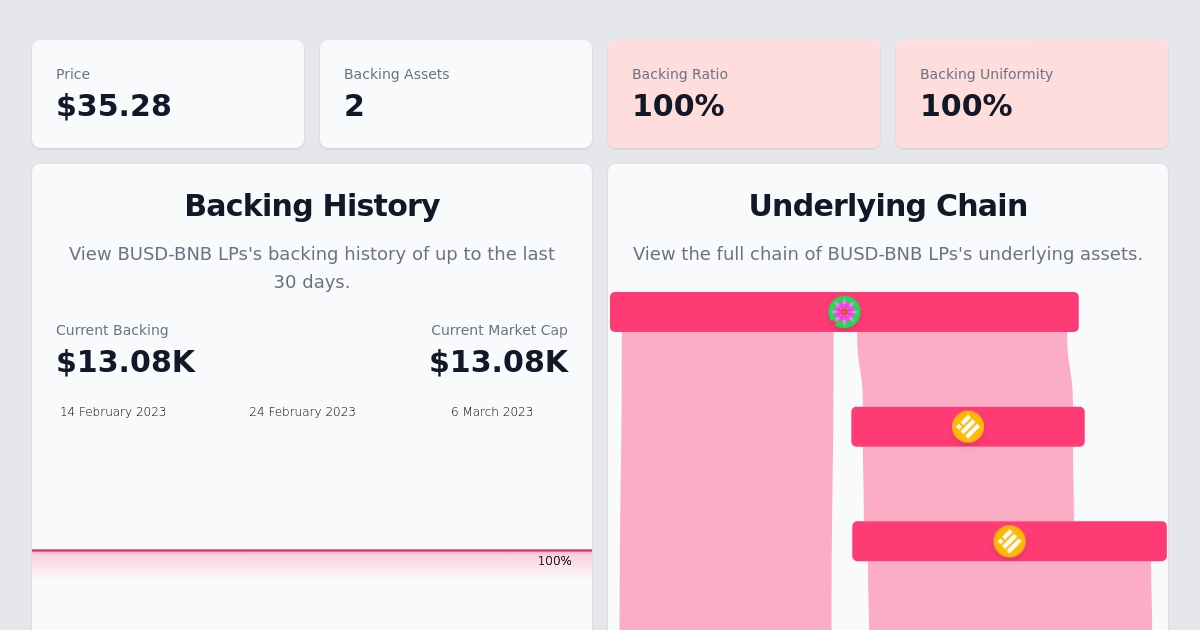 Price
$35.28
Backing Assets
2
Backing Ratio
100%
Backing Uniformity
100%
Backing History
View BUSD-BNB LPs's backing history of up to the last
30 days.
Current Backing
$13.08K
Current Market Cap
$13.08K
14 February 2023
24 February 2023
6 March 2023
100%
Underlying Chain
View the full chain of BUSD-BNB LPs's underlying assets.